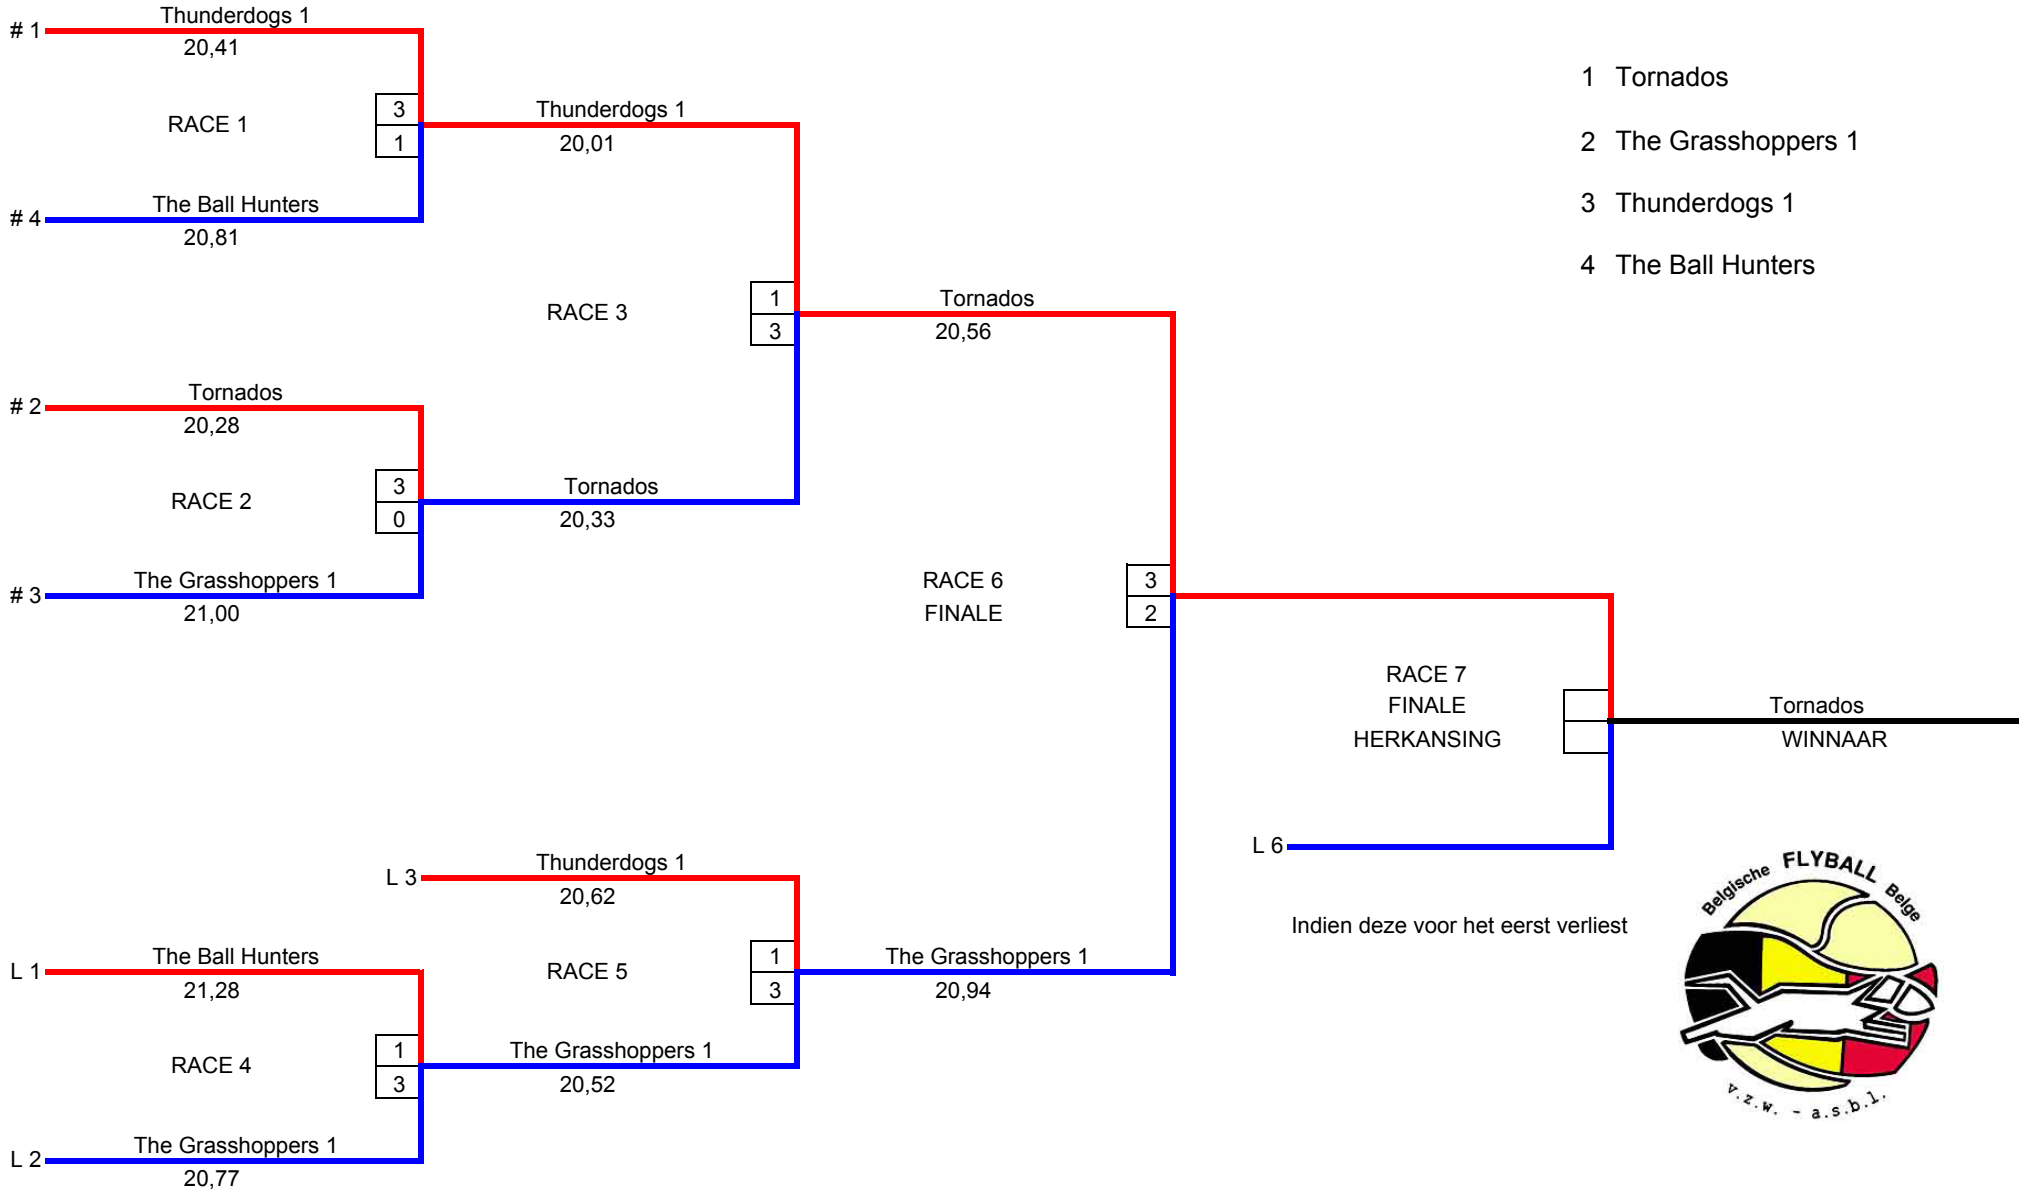 Thunderdogs 1
# 1
20,41
RACE 1
3
1
The Ball Hunters
# 4
20,81
Thunderdogs 1
20,01
RACE 3
1
3
Tornados
# 2
20,28
RACE 2
3
0
Tornados
20,33
The Grasshoppers 1
# 3
21,00
Tornados
20,56
RACE 6
FINALE
3
2
1 Tornados
2 The Grasshoppers 1
3 Thunderdogs 1
4 The Ball Hunters
RACE 7
FINALE
HERKANSING
Tornados
WINNAAR
L 6
Indien deze voor het eerst verliest
Thunderdogs 1
L 3
20,62
RACE 5
1
3
The Grasshoppers 1
20,94
The Ball Hunters
L 1
21,28
RACE 4
1
3
The Grasshoppers 1
20,52
The Grasshoppers 1
L 2
20,77
Belgische FLYBALL Belge
v.z.w. - a.s.b.l.